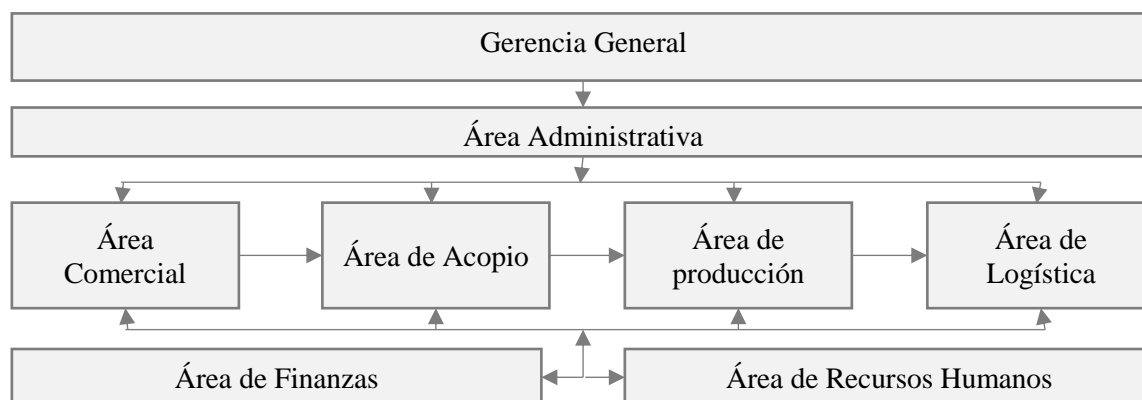 Gerencia General
Área Administrativa
Área
Comercial
Área de Acopio
Área de
producción
Área de
Logística
Área de Finanzas
Área de Recursos Humanos